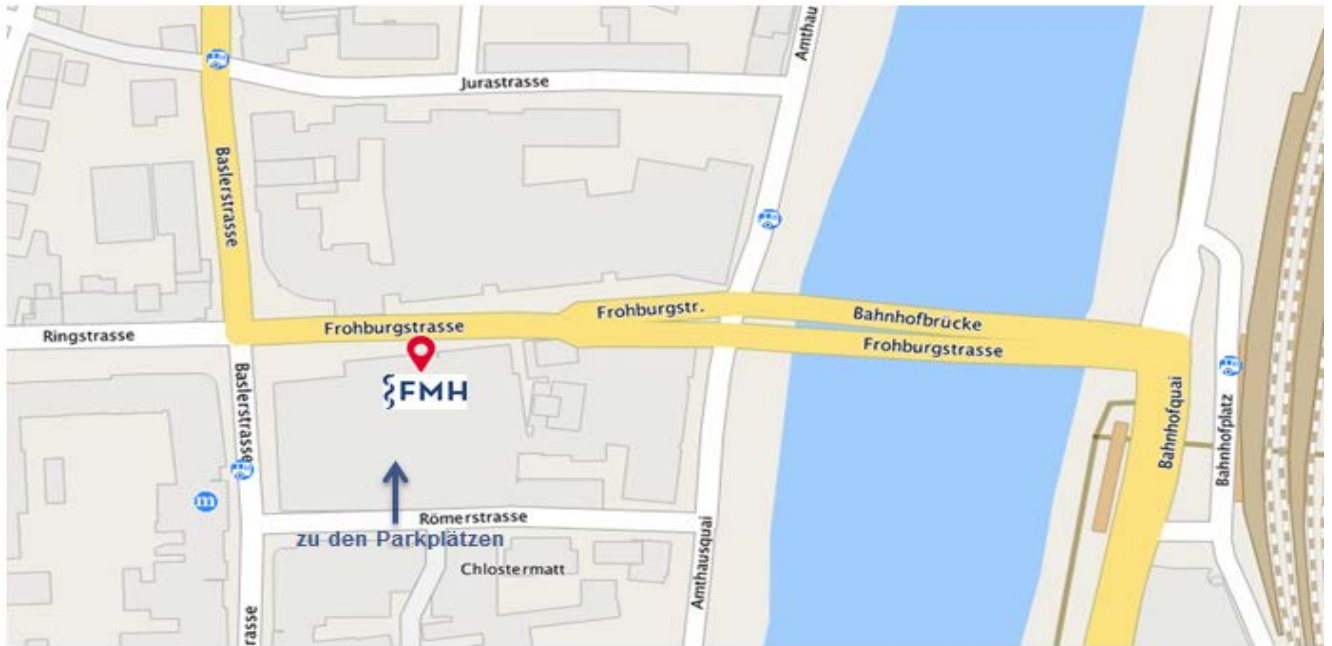 Amthau
Jurastrasse
Baslerstrasse
Frohburgstr.
Bahnhofbrücke
Frohburgstrasse
Ringstrasse
Frohburgstrasse
FMH
Baslerstrasse
Bahnhofquai
Bahnhofplatz
m
Römerstrasse
zu den Parkplätzen
Chlostermatt
Amthausquai
rasse